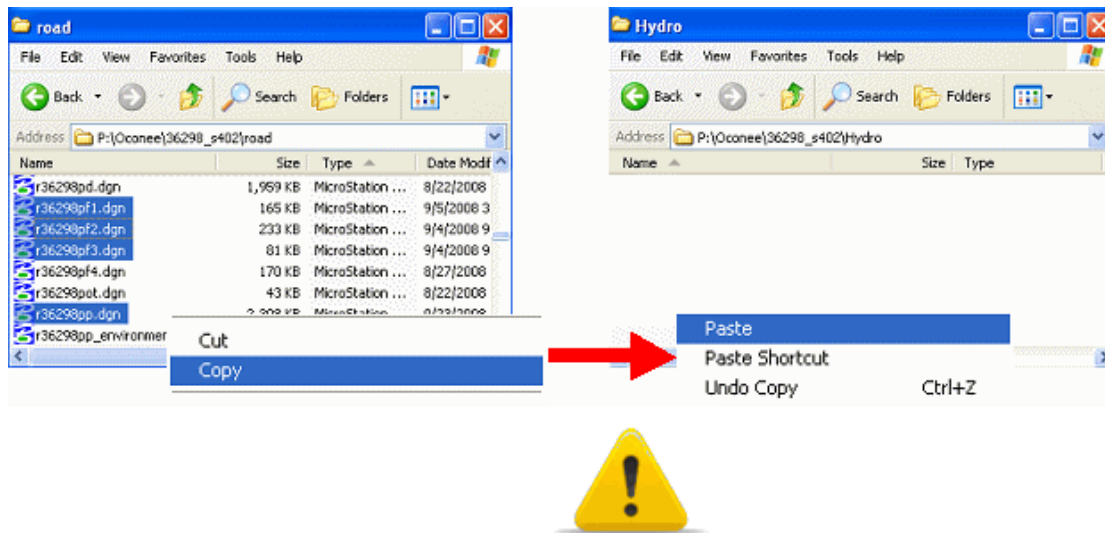 road
File Edit View Favorites Tools Help
Back Search Folders
Address P:\Oconee\36298_s402\road
Name Size Type Date Modif
r36298pd.dgn 1,959 KB MicroStation ... 8/22/2008
r36298pf1.dgn 165 KB MicroStation ... 9/5/2008 3
r36298pf2.dgn 233 KB MicroStation ... 9/4/2008 9
r36298pf3.dgn 81 KB MicroStation ... 9/4/2008 9
r36298pf4.dgn 170 KB MicroStation ... 8/27/2008
r36298pot.dgn 43 KB MicroStation ... 8/22/2008
r36298pp.dgn
r36298pp_environmer
Cut
Copy
Hydro
File Edit View Favorites Tools Help
Back Search Folders
Address P:\Oconee\36298_s402\Hydro
Name Size Type
Paste
Paste Shortcut
Undo Copy Ctrl+Z